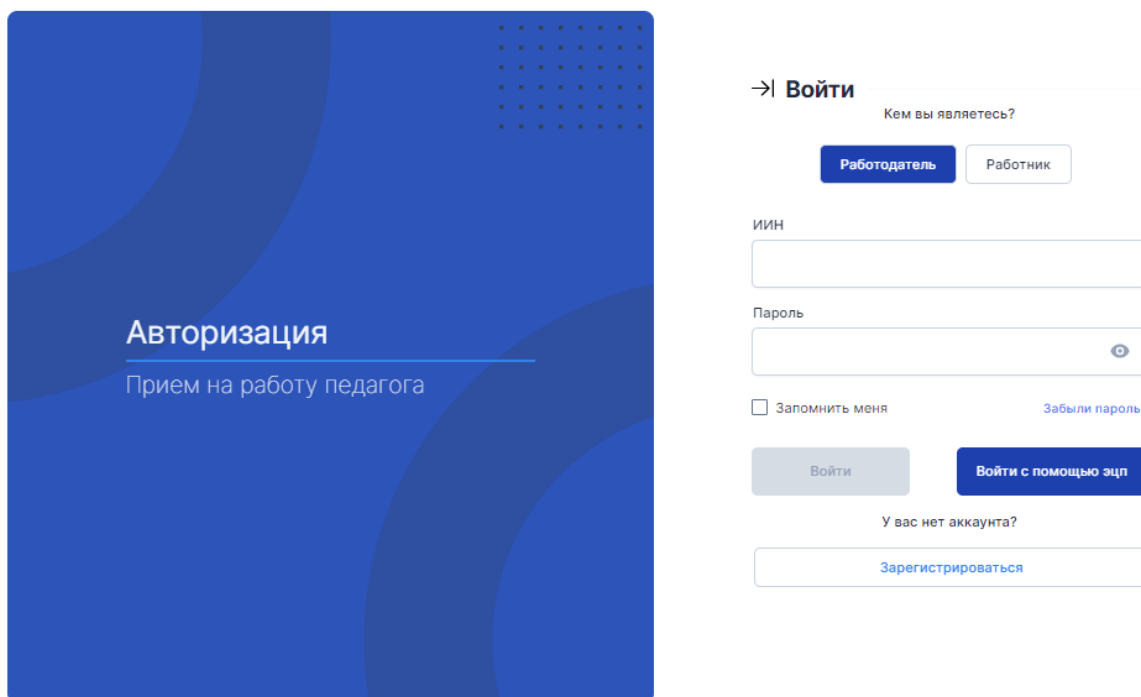 Авторизация
Прием на работу педагога
Войти
Кем вы являетесь?
Работодатель Работник
ИИН
Пароль
Запомнить меня Забыли пароль
Войти Войти с помощью эцп
У вас нет аккаунта?
Зарегистрироваться